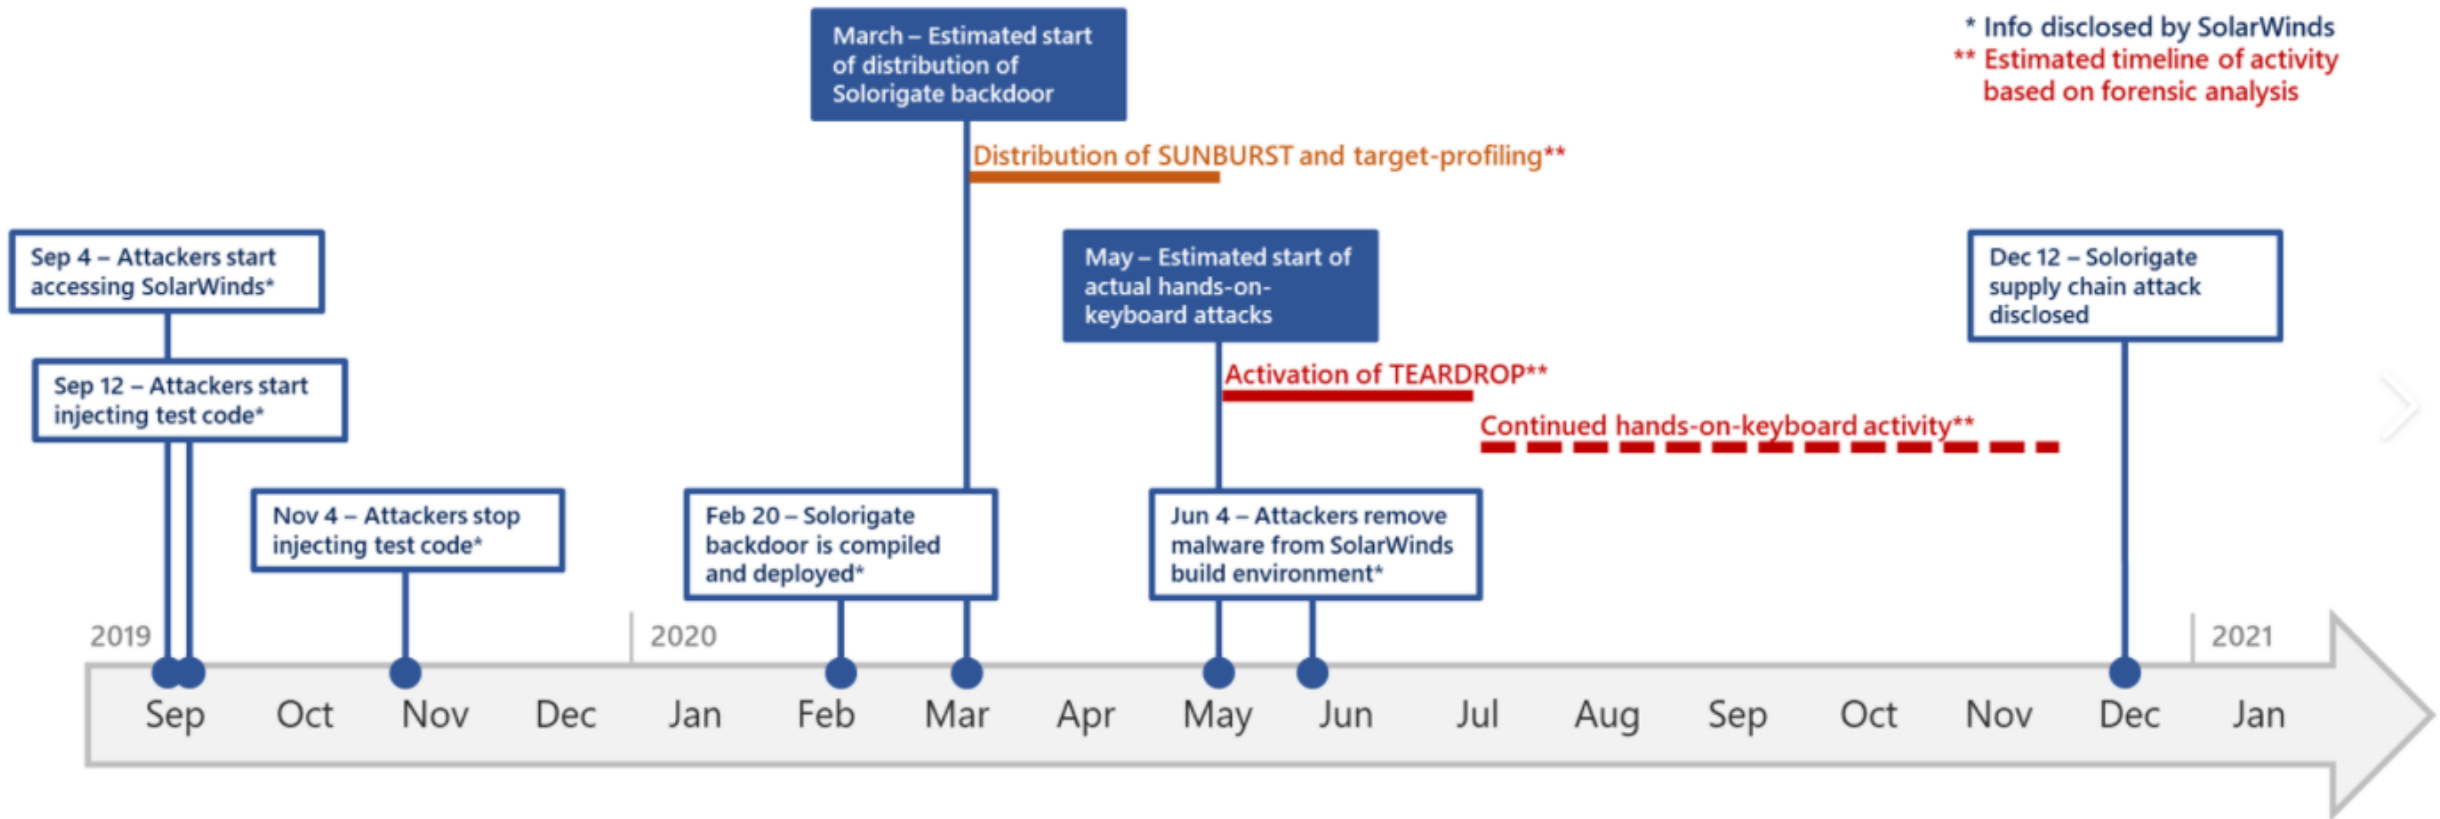 March – Estimated start
of distribution of
Solorigate backdoor
* Info disclosed by SolarWinds
** Estimated timeline of activity
based on forensic analysis
Distribution of SUNBURST and target-profiling**
Sep 4 – Attackers start
accessing SolarWinds*
May – Estimated start of
actual hands-on-
keyboard attacks
Dec 12 – Solorigate
supply chain attack
disclosed
Sep 12 – Attackers start
injecting test code*
Activation of TEARDROP**
Continued hands-on-keyboard activity**
Nov 4 – Attackers stop
injecting test code*
Feb 20 – Solorigate
backdoor is compiled
and deployed*
Jun 4 – Attackers remove
malware from SolarWinds
build environment*
2019 2020 2021
Sep Oct Nov Dec Jan Feb Mar Apr May Jun Jul Aug Sep Oct Nov Dec Jan